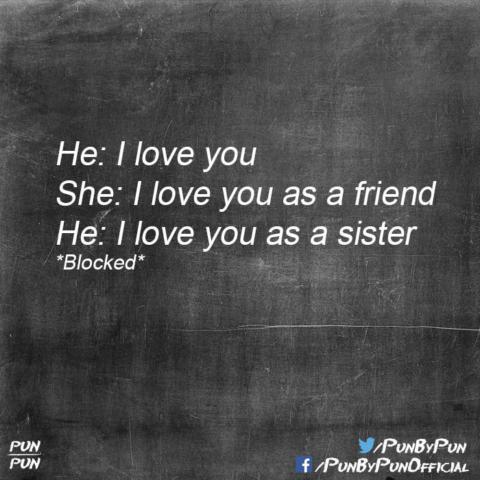 He: I love you
She: I love you as a friend
He: I love you as a sister
*Blocked*
PUN
PUN
/PunByPun
f /PunByPunOfficial